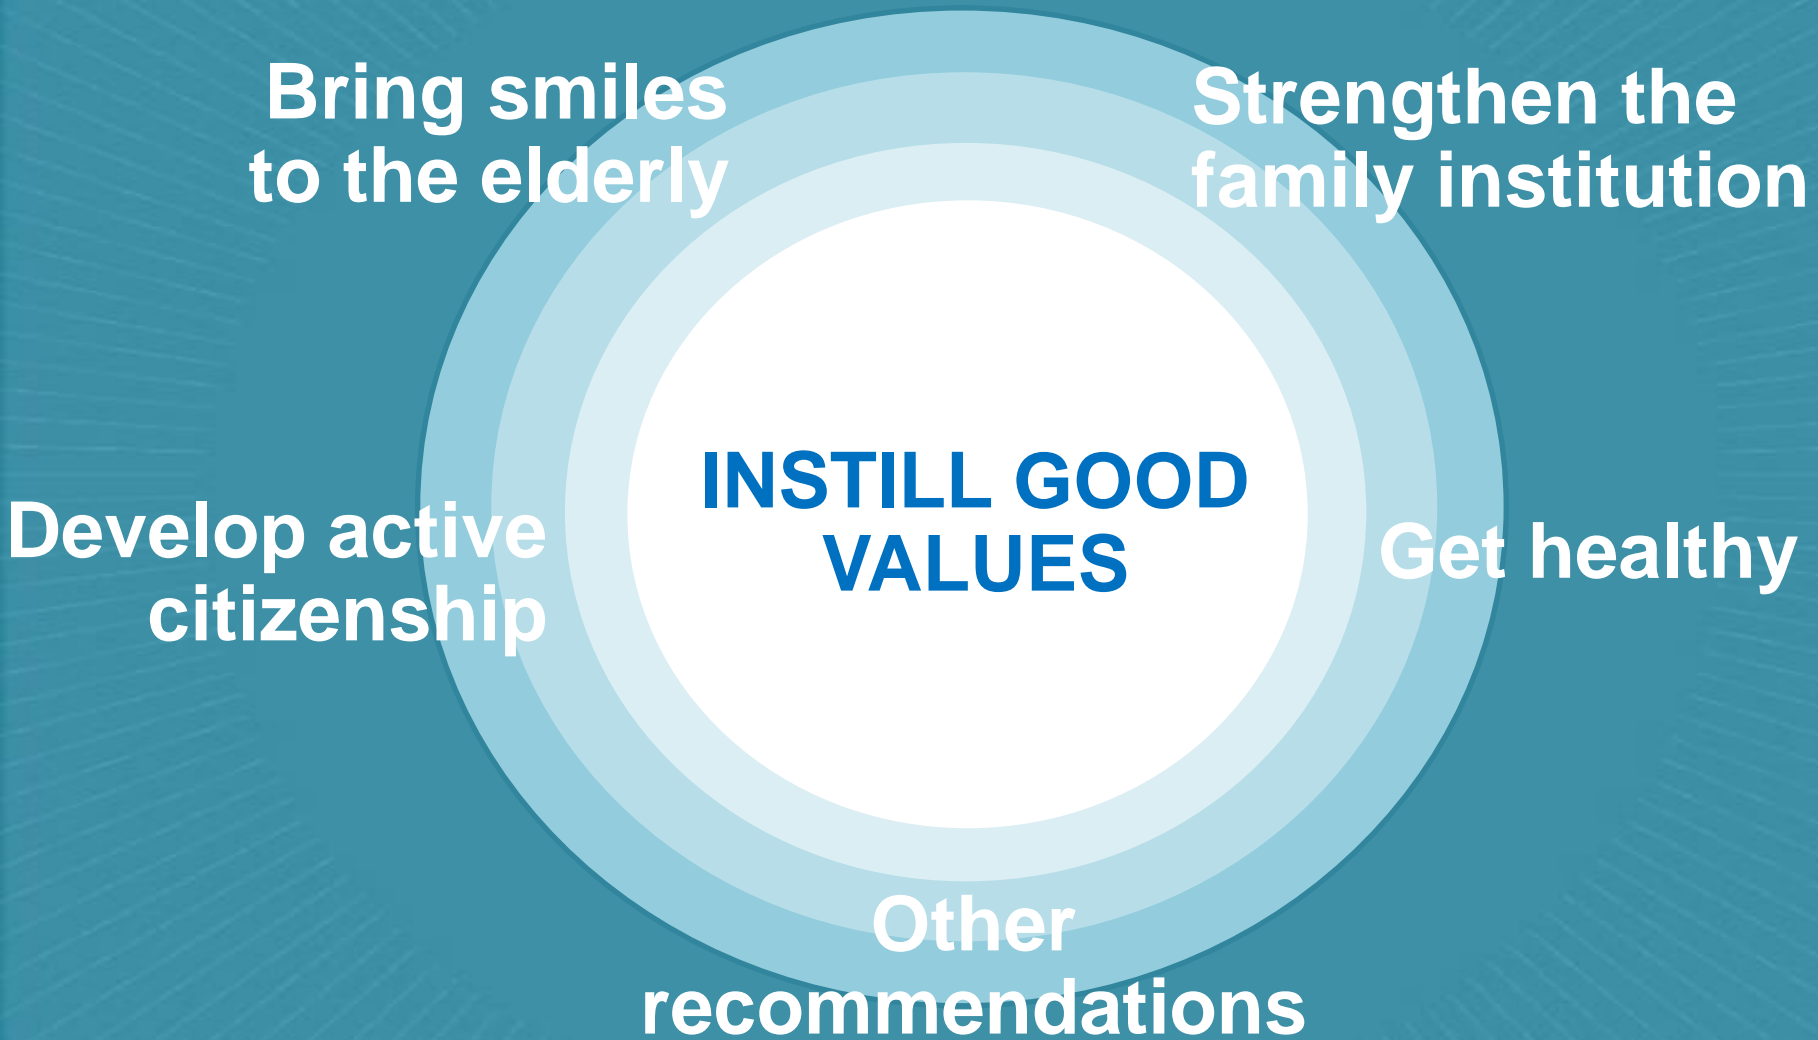 Bring smiles
to the elderly
Strengthen the
family institution
INSTILL GOOD
VALUES
Develop active
citizenship
Get healthy
Other
recommendations